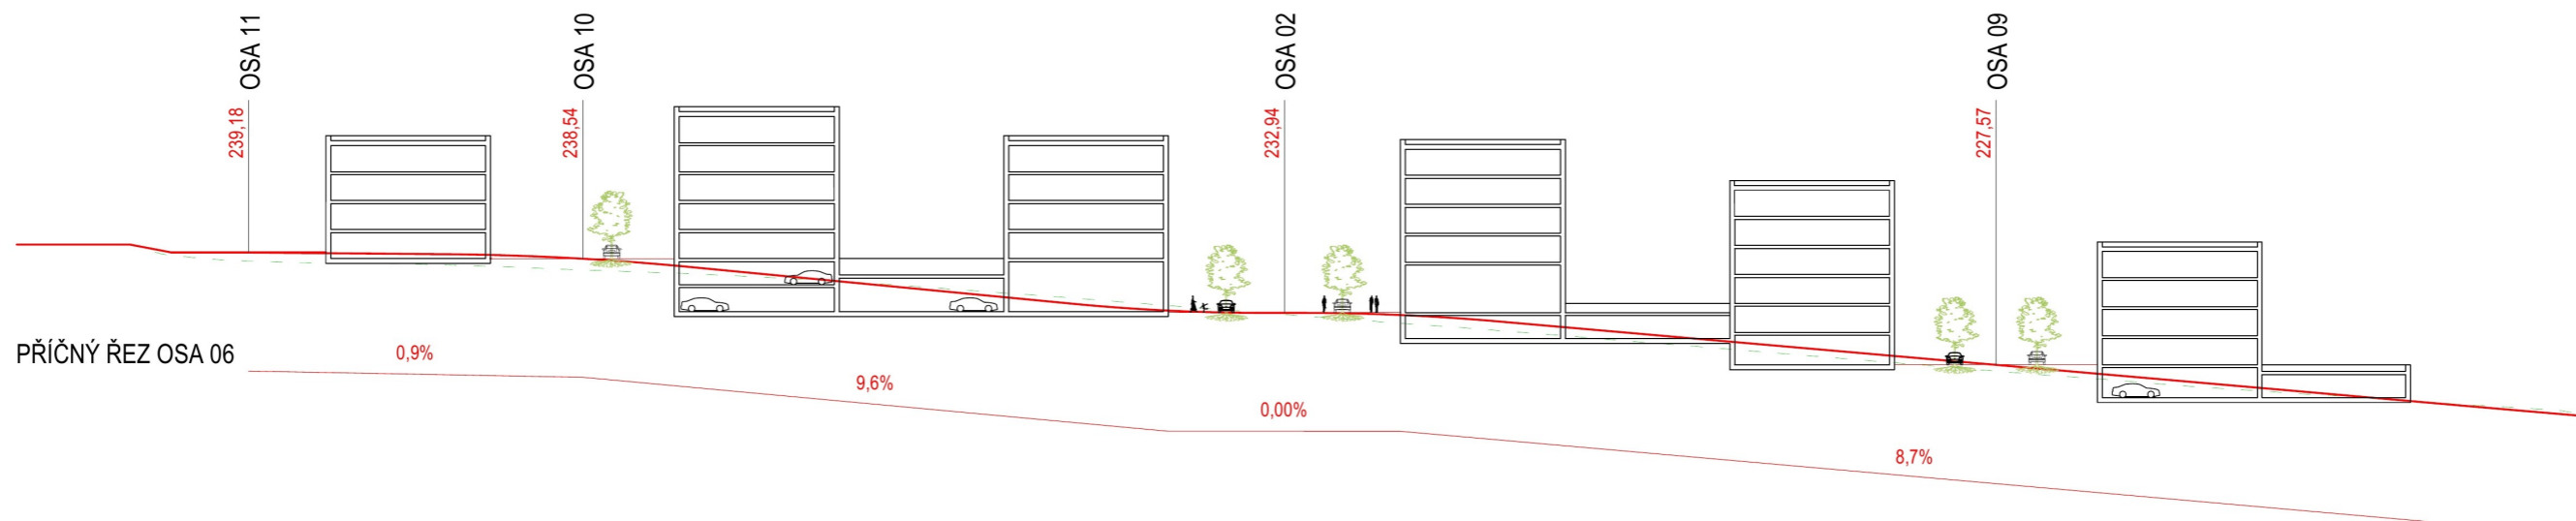 OSA 11
OSA 10
OSA 02
OSA 09
239,18
238,54
232,94
227,57
PŘÍČNÝ ŘEZ OSA 06
0,9%
9,6%
0,00%
8,7%